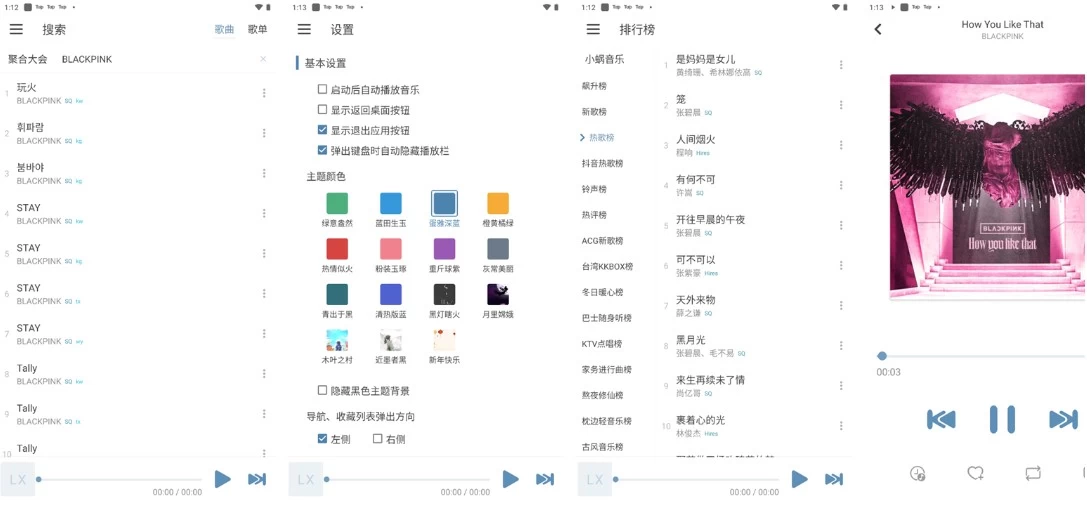 1:12 Top Top Top
搜索 歌曲 歌单
聚合大会 BLACKPINK
1 玩火
BLACKPINK SQ kw
2 휘파람
BLACKPINK SQ kg
3 붐바야
BLACKPINK SQ kg
4 STAY
BLACKPINK SQ kw
5 STAY
BLACKPINK SQ kg
6 STAY
BLACKPINK SQ tx
7 STAY
BLACKPINK SQ wy
8 Tally
BLACKPINK SQ kw
9 Tally
BLACKPINK SQ tx
10 Tally
LX
00:00 / 00:00
1:13 Top Top Top
设置
基本设置
启动后自动播放音乐
显示返回桌面按钮
显示退出应用按钮
弹出键盘时自动隐藏播放栏
主题颜色
绿意盎然 蓝田生玉 蛋雅深蓝 橙黄橘绿
热情似火 粉装玉琢 重斤球紫 灰常美丽
青出于黑 清热版蓝 黑灯瞎火 月里嫦娥
木叶之村 近墨者黑 新年快乐
隐藏黑色主题背景
导航、收藏列表弹出方向
左侧 右侧
LX
00:00 / 00:00
1:12 Top Top Top
排行榜
小蜗音乐
飙升榜
新歌榜
热歌榜
抖音热歌榜
铃声榜
热评榜
ACG新歌榜
台湾KKBOX榜
冬日暖心榜
巴士随身听榜
KTV点唱榜
家务进行曲榜
熬夜修仙榜
枕边轻音乐榜
古风音乐榜
1 是妈妈是女儿
黄绮珊、希林娜依高 SQ
2 笼
张碧晨 SQ
3 人间烟火
程响 Hires
4 有何不可
许嵩 SQ
5 开往早晨的午夜
张碧晨 SQ
6 可不可以
张紫豪 Hires
7 天外来物
薛之谦 SQ
8 黑月光
张碧晨、毛不易 SQ
9 来生再续未了情
尚亿哥 SQ
10 裹着心的光
林俊杰 Hires
LX
00:00 / 00:00
1:13 Top Top Top
How You Like That
BLACKPINK
BLACKPINK
How you like that
00:03